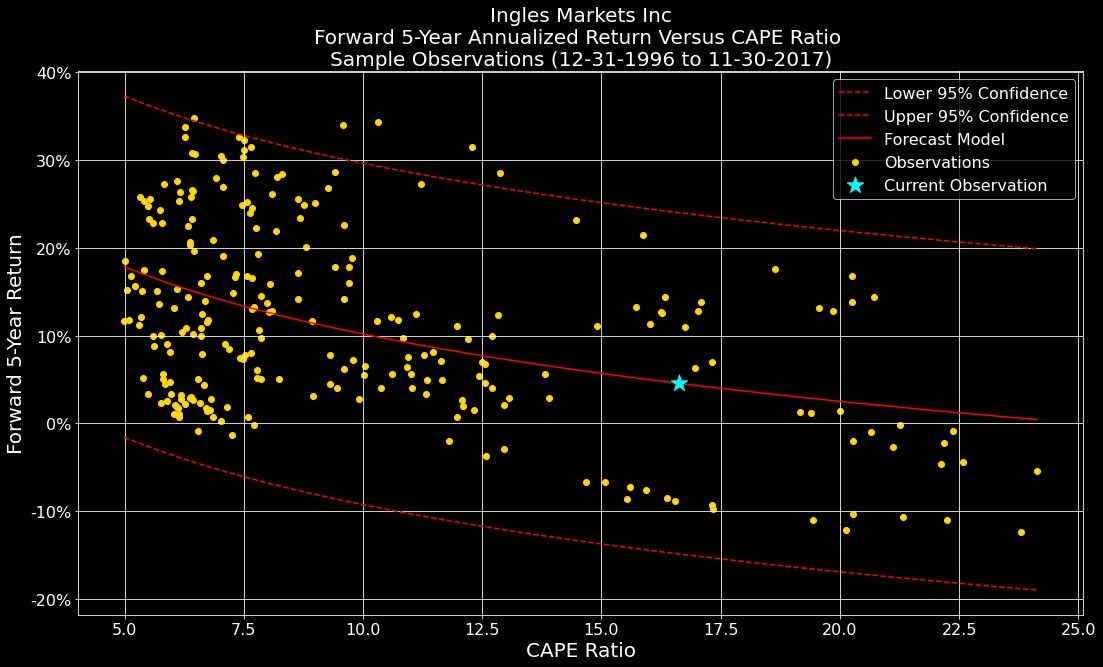 Ingles Markets Inc
Forward 5-Year Annualized Return Versus CAPE Ratio
Sample Observations (12-31-1996 to 11-30-2017)
Lower 95% Confidence
Upper 95% Confidence
Forecast Model
Observations
Current Observation
Forward 5-Year Return
40%
30%
20%
10%
0%
-10%
-20%
5.0 7.5 10.0 12.5 15.0 17.5 20.0 22.5 25.0
CAPE Ratio